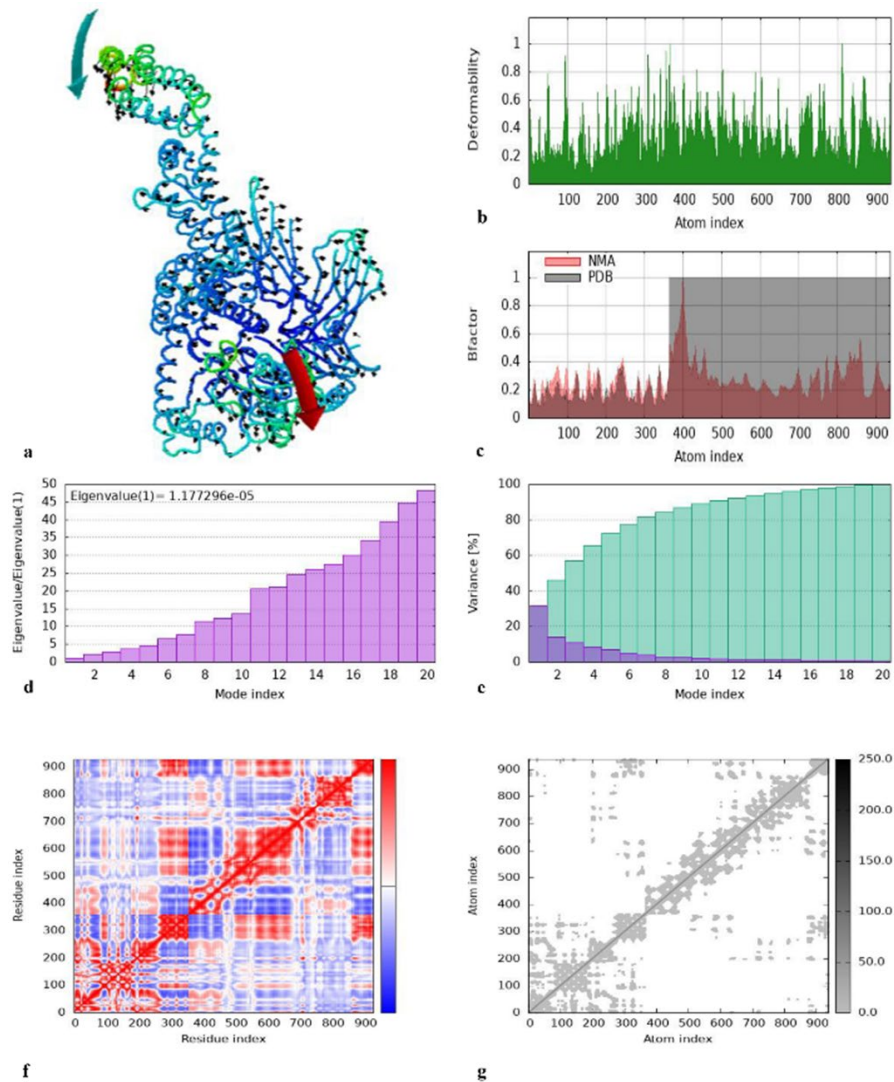 Deformability
1
0.8
0.6
0.4
0.2
0
100 200 300 400 500 600 700 800 900
Atom index
b
NMA
PDB
Bfactor
1
0.8
0.6
0.4
0.2
0
100 200 300 400 500 600 700 800 900
Atom index
a
c
Eigenvalue(1)= 1.177296e-05
Eigenvalue/Eigenvalue(1)
50
45
40
35
30
25
20
15
10
5
0
2 4 6 8 10 12 14 16 18 20
Mode index
d
Variance [%]
100
80
60
40
20
0
2 4 6 8 10 12 14 16 18 20
Mode index
c
Residue index
900
800
700
600
500
400
300
200
100
0
0 100 200 300 400 500 600 700 800 900
Residue index
f
Atom index
900
800
700
600
500
400
300
200
100
0
0 100 200 300 400 500 600 700 800 900
Atom index
250.0
200.0
150.0
100.0
50.0
0.0
g